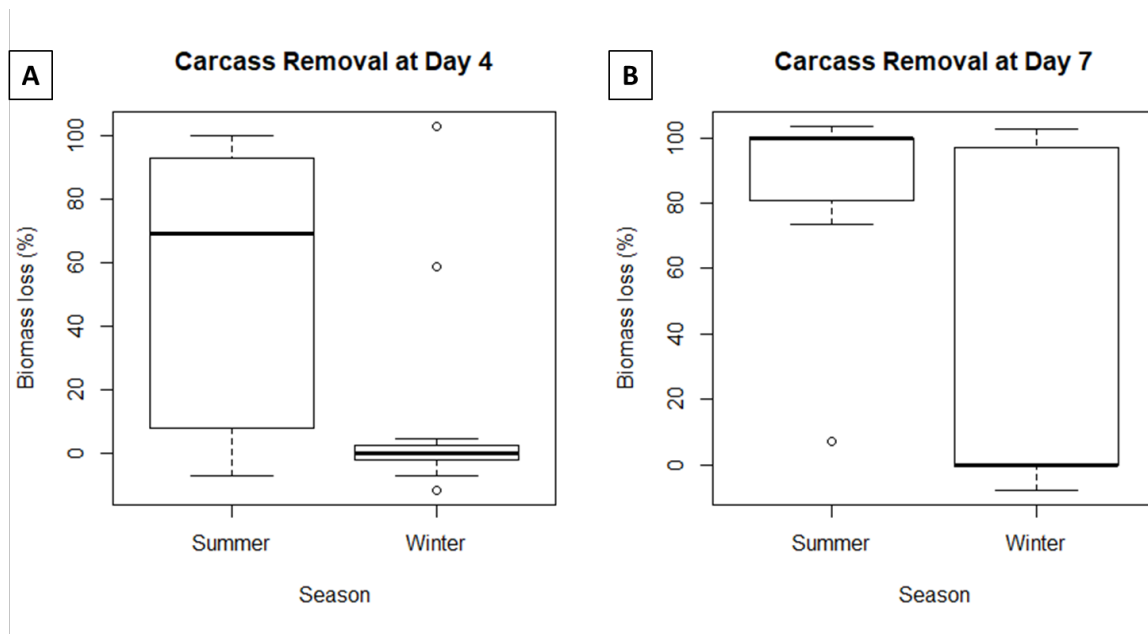 A
Carcass Removal at Day 4
Biomass loss (%)
100
80
60
40
20
0
Summer
Winter
Season
B
Carcass Removal at Day 7
Biomass loss (%)
100
80
60
40
20
0
Summer
Winter
Season